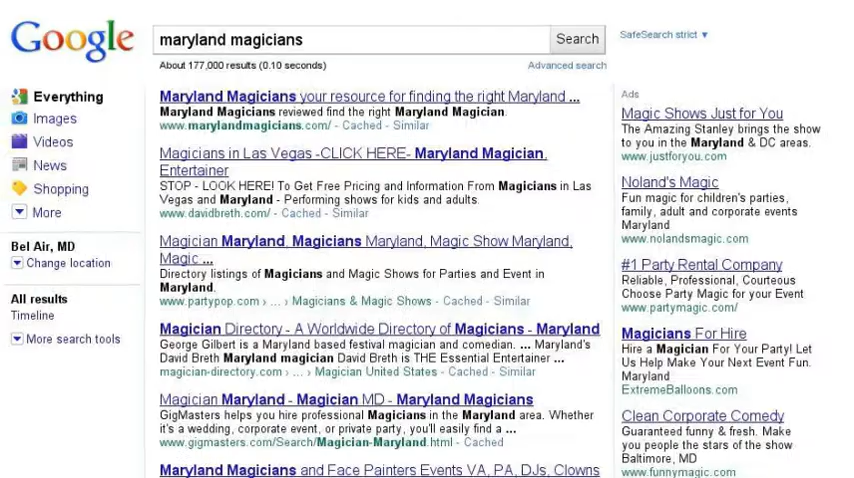 Google
maryland magicians
Search
SafeSearch strict ▼
About 177,000 results (0.10 seconds)
Advanced search
Everything
Images
Videos
News
Shopping
More
Bel Air, MD
Change location
All results
Timeline
More search tools
Maryland Magicians your resource for finding the right Maryland ...
Maryland Magicians reviewed find the right Maryland Magician.
www.marylandmagicians.com/ - Cached - Similar
Magicians in Las Vegas -CLICK HERE- Maryland Magician,
Entertainer
STOP - LOOK HERE! To Get Free Pricing and Information From Magicians in Las
Vegas and Maryland - Performing shows for kids and adults.
www.davidbreth.com/ - Cached - Similar
Magician Maryland, Magicians Maryland, Magic Show Maryland,
Magic ...
Directory listings of Magicians and Magic Shows for Parties and Event in
Maryland.
www.partypop.com › ... › Magicians & Magic Shows - Cached - Similar
Magician Directory - A Worldwide Directory of Magicians - Maryland
George Gilbert is a Maryland based festival magician and comedian. ... Maryland's
David Breth Maryland magician David Breth is THE Essential Entertainer ...
magician-directory.com › ... › Magician United States - Cached - Similar
Magician Maryland - Magician MD - Maryland Magicians
GigMasters helps you hire professional Magicians in the Maryland area. Whether
it's a wedding, corporate event, or private party, you'll easily find a ...
www.gigmasters.com/Search/Magician-Maryland.html - Cached
Maryland Magicians and Face Painters Events VA, PA, DJs, Clowns
Ads
Magic Shows Just for You
The Amazing Stanley brings the show
to you in the Maryland & DC areas.
www.justforyou.com
Noland's Magic
Fun magic for children's parties,
family, adult and corporate events
Maryland
www.nolandsmagic.com
#1 Party Rental Company
Reliable, Professional, Courteous
Choose Party Magic for your Event
www.partymagic.com/
Magicians For Hire
Hire a Magician For Your Party! Let
Us Help Make Your Next Event Fun.
Maryland
ExtremeBalloons.com
Clean Corporate Comedy
Guaranteed funny & fresh. Make
you people the stars of the show
Baltimore, MD
www.funnymagic.com